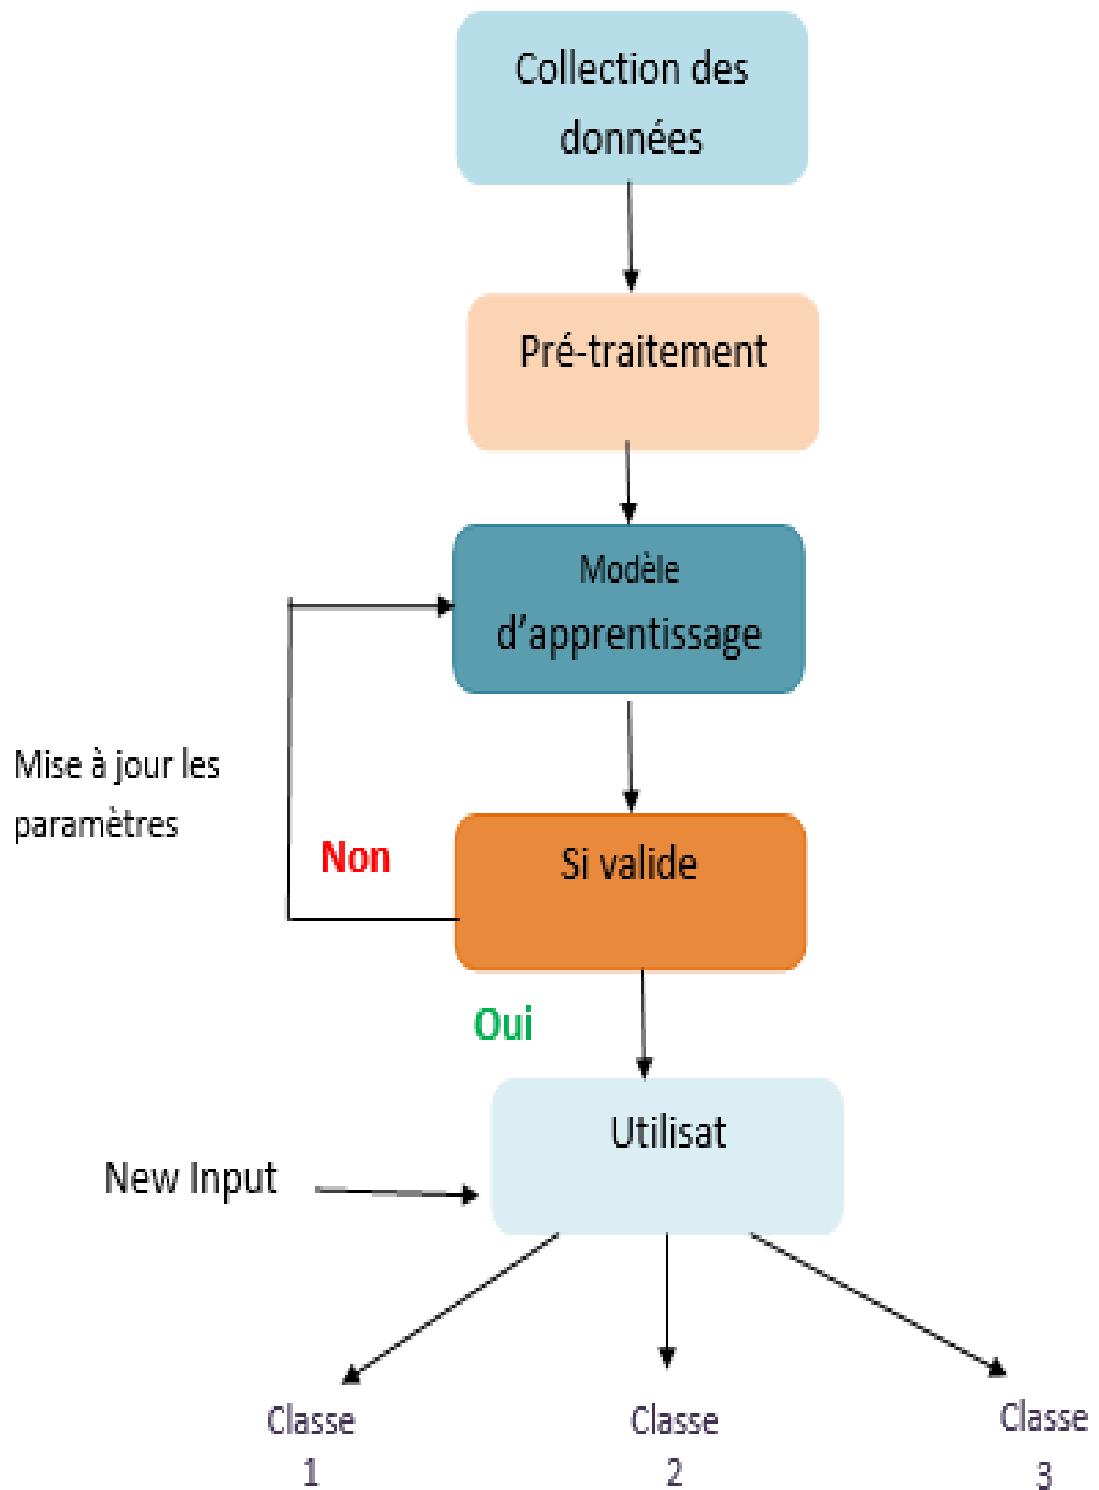 Collection des
données
Pré-traitement
Modèle
d'apprentissage
Mise à jour les
paramètres
Non
Si valide
Oui
Utilisat
New Input
Classe
1
Classe
2
Classe
3